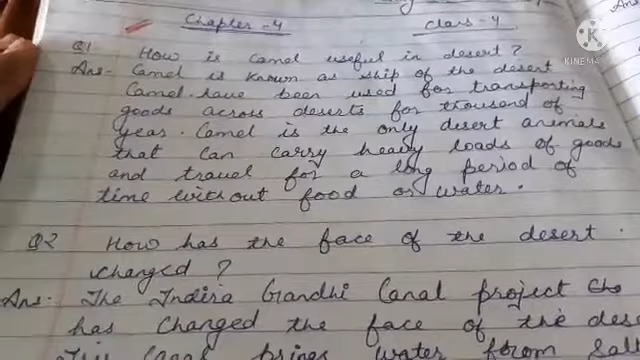 Ans
Chapter - 4 Class - 4
Q1 How is Camel useful in desert ?
Ans - Camel is known as ship of the desert
Camel have been used for transporting
goods across deserts for thousand of
year . Camel is the only desert animals
that can carry heavy loads of goods
and travel for a long period of
time without food or water .
Q2 How has the face of the desert .
changed ?
Ans : The Indira Gandhi Canal project
has changed the face of the des
This Canal brings water from
KINEMA